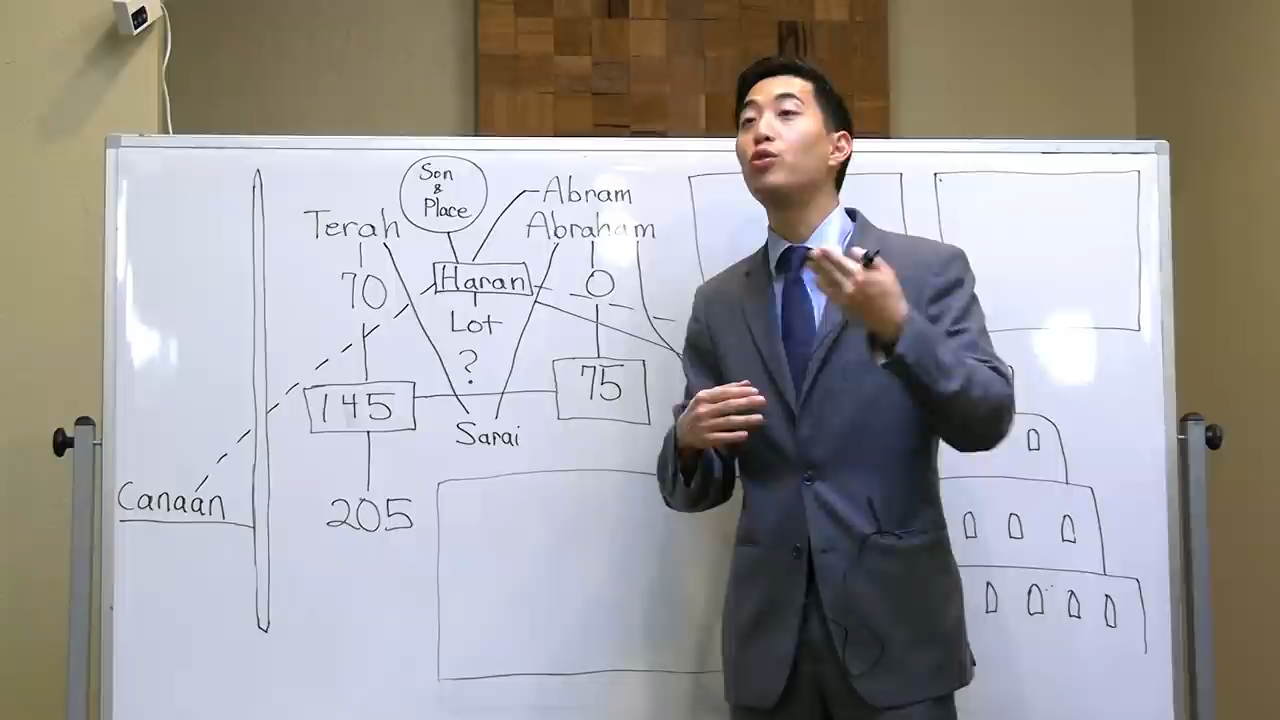 Son
&
Place
Abram
Terah
Abraham
70
Haran
0
Lot
?
145
75
Sarai
Canaan
205